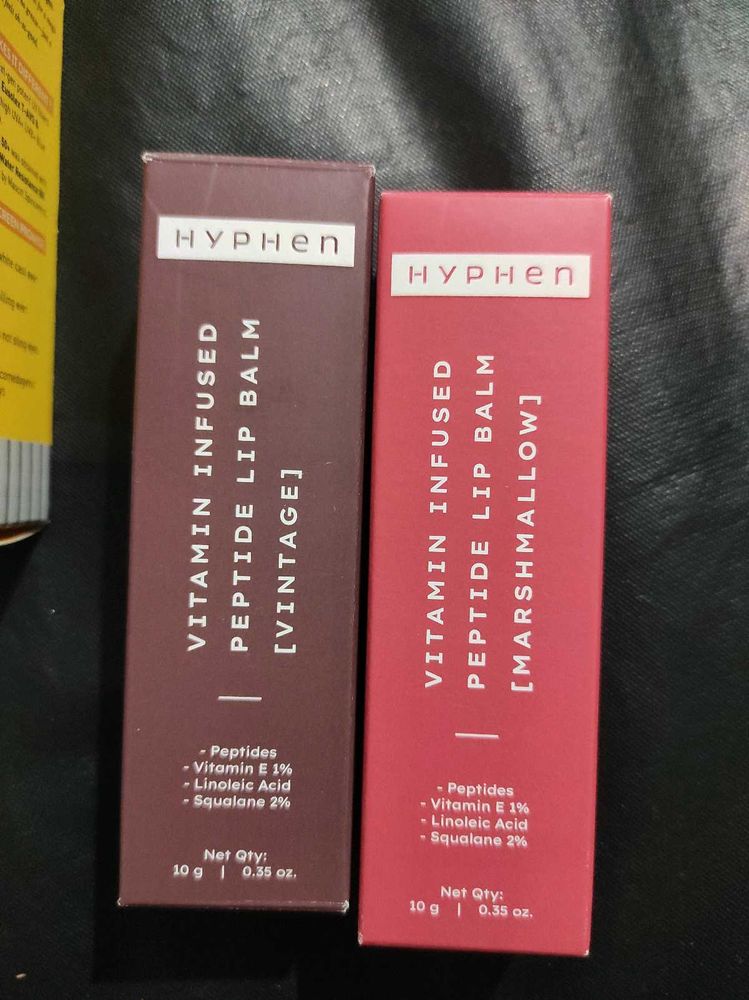 HYPHEN
VITAMIN INFUSED
PEPTIDE LIP BALM
[VINTAGE]
- Peptides
- Vitamin E 1%
- Linoleic Acid
- Squalane 2%
Net Qty:
10 g | 0.35 oz.
HYPHEN
VITAMIN INFUSED
PEPTIDE LIP BALM
[MARSHMALLOW]
- Peptides
- Vitamin E 1%
- Linoleic Acid
- Squalane 2%
Net Qty:
10 g | 0.35 oz.